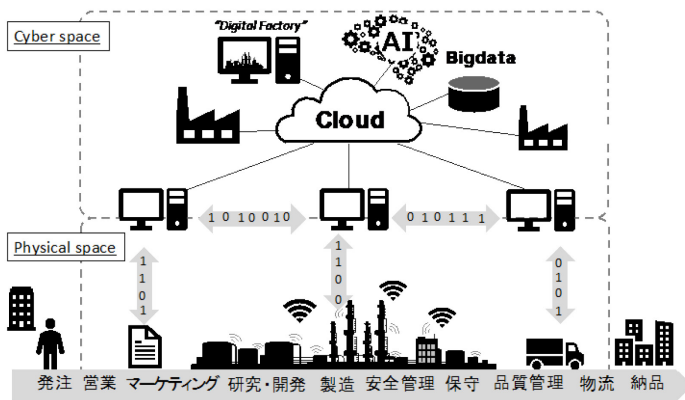 Cyber space
"Digital Factory"
AI
Bigdata
Cloud
1 0 10010
0 1 0 1 1 1
Physical space
1 1 0 1
1 1 0 0
0 1 0 1
発注 営業 マーケティング 研究・開発 製造 安全管理 保守 品質管理 物流 納品